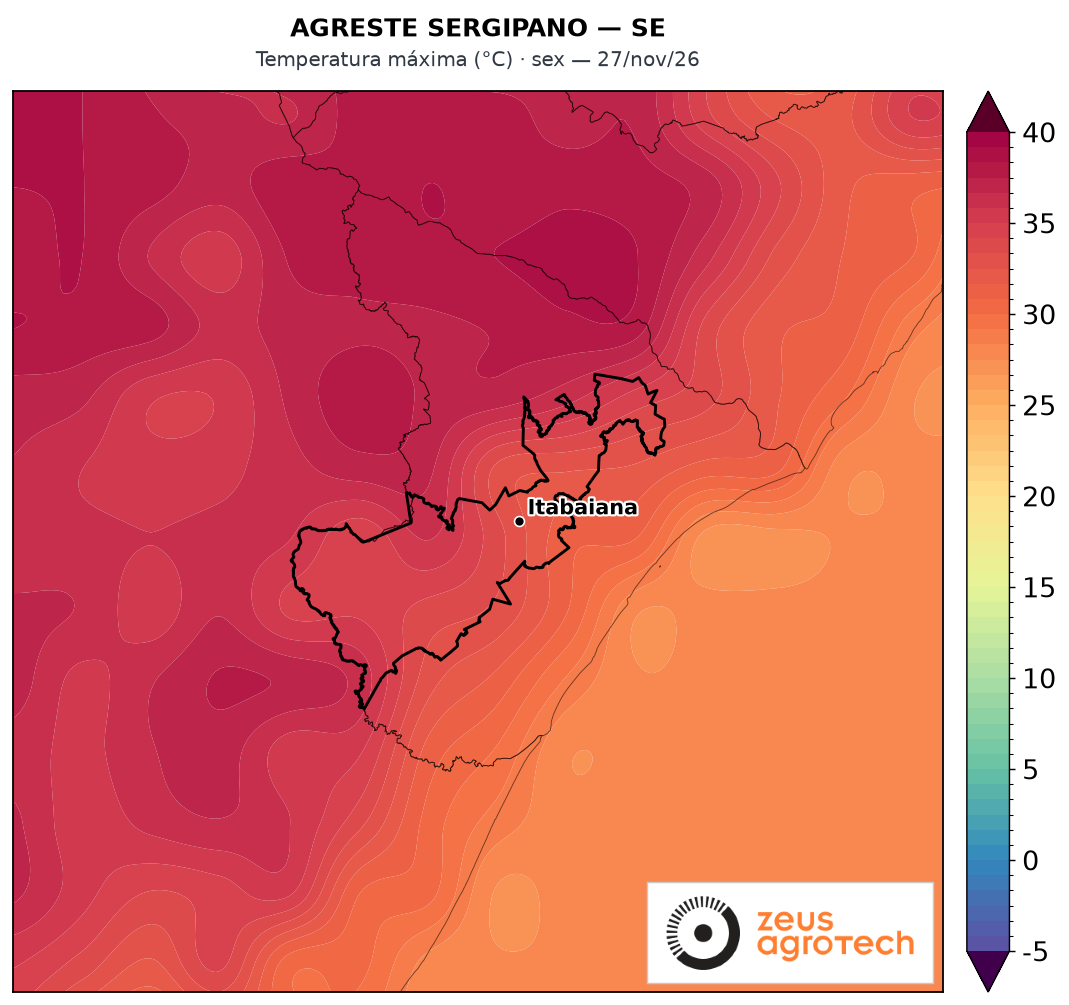 AGRESTE SERGIPANO — SE
Temperatura máxima (°C) · sex — 27/nov/26
40
35
30
25
20
15
10
5
0
-5
Itabaiana
zeus
agrotech